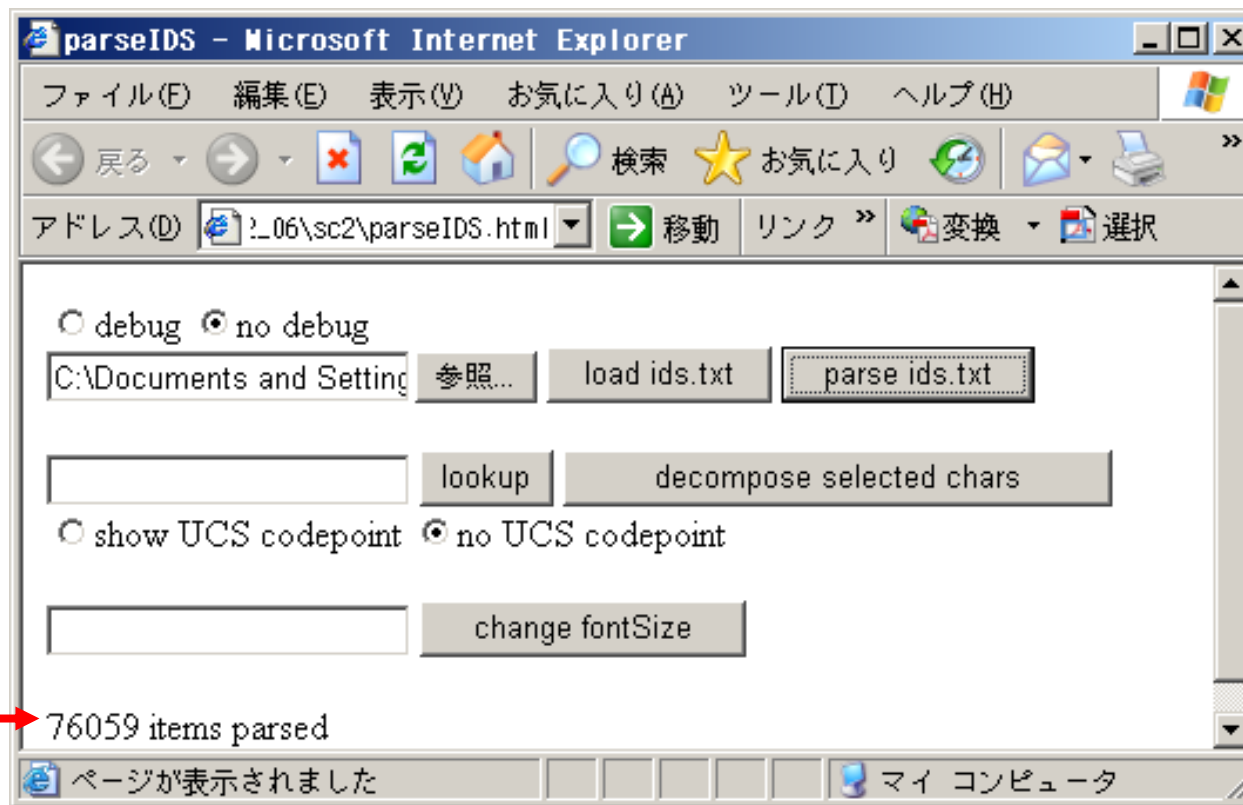 parseIDS - Microsoft Internet Explorer
ファイル(F) 編集(E) 表示(V) お気に入り(A) ツール(T) ヘルプ(H)
戻る 検索 お気に入り »
アドレス(D) 2_06\sc2\parseIDS.html 移動 リンク » 変換 選択
debug no debug
C:\Documents and Setting 参照... load ids.txt parse ids.txt
lookup decompose selected chars
show UCS codepoint no UCS codepoint
change fontSize
76059 items parsed
ページが表示されました マイ コンピュータ